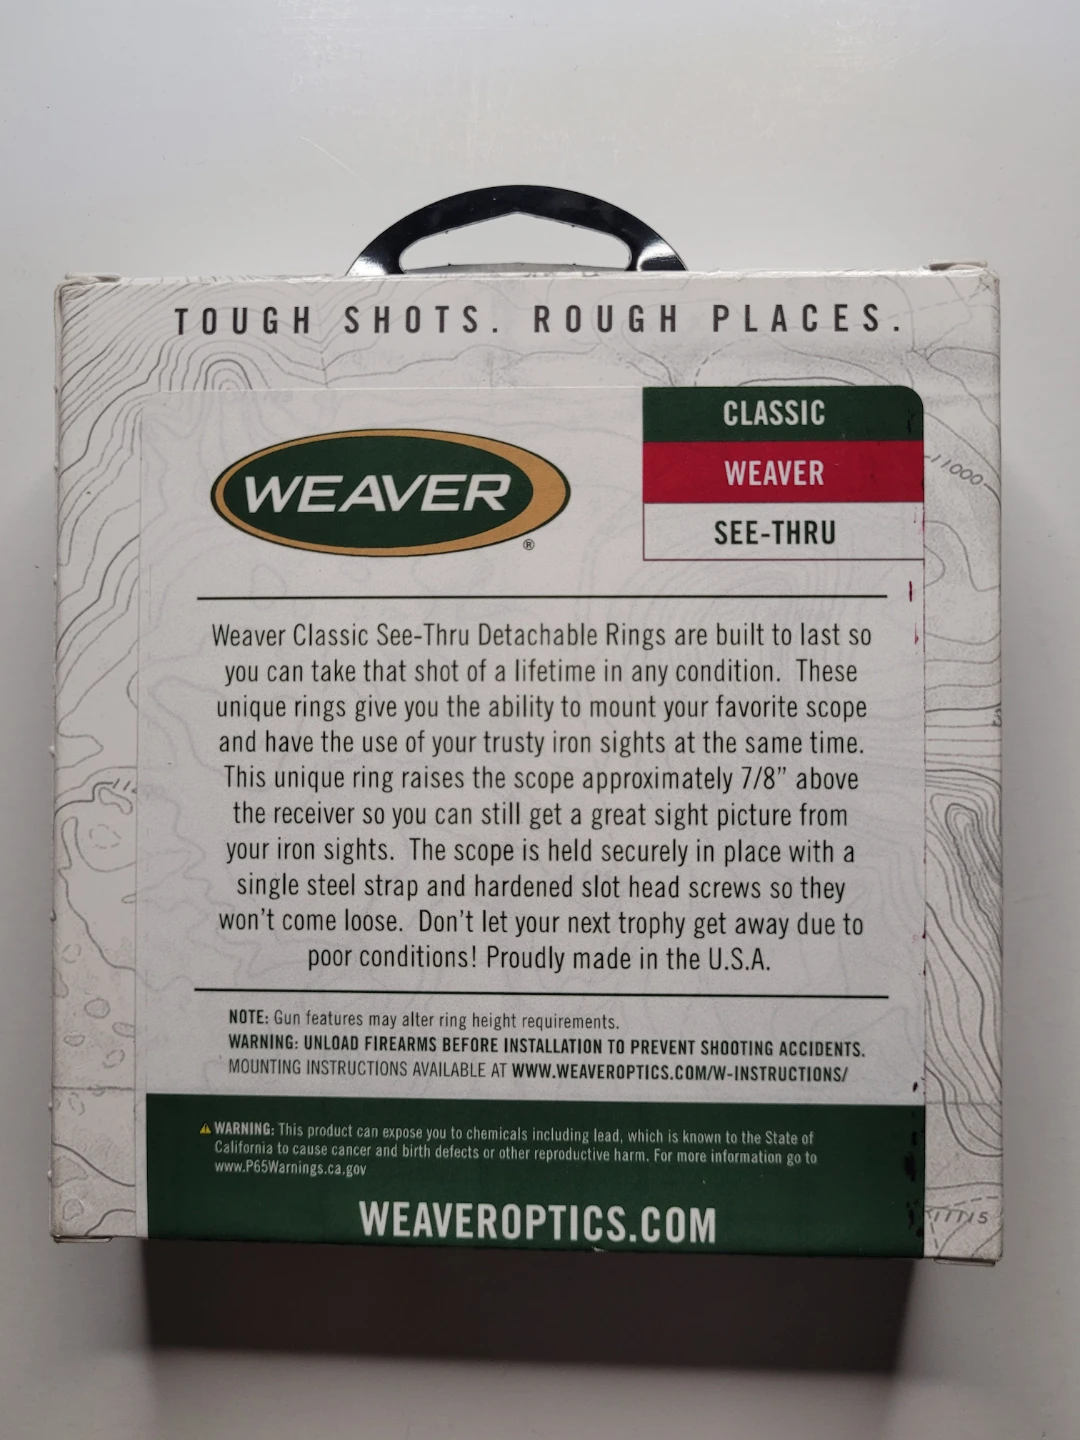 TOUGH SHOTS. ROUGH PLACES.
WEAVER
®
CLASSIC
WEAVER
SEE-THRU
Weaver Classic See-Thru Detachable Rings are built to last so
you can take that shot of a lifetime in any condition.  These
unique rings give you the ability to mount your favorite scope
and have the use of your trusty iron sights at the same time.
This unique ring raises the scope approximately 7/8” above
the receiver so you can still get a great sight picture from
your iron sights.  The scope is held securely in place with a
single steel strap and hardened slot head screws so they
won’t come loose.  Don’t let your next trophy get away due to
poor conditions! Proudly made in the U.S.A.
NOTE: Gun features may alter ring height requirements.
WARNING: UNLOAD FIREARMS BEFORE INSTALLATION TO PREVENT SHOOTING ACCIDENTS.
MOUNTING INSTRUCTIONS AVAILABLE AT WWW.WEAVEROPTICS.COM/W-INSTRUCTIONS/
⚠ WARNING: This product can expose you to chemicals including lead, which is known to the State of
California to cause cancer and birth defects or other reproductive harm. For more information go to
www.P65Warnings.ca.gov
WEAVEROPTICS.COM
11000